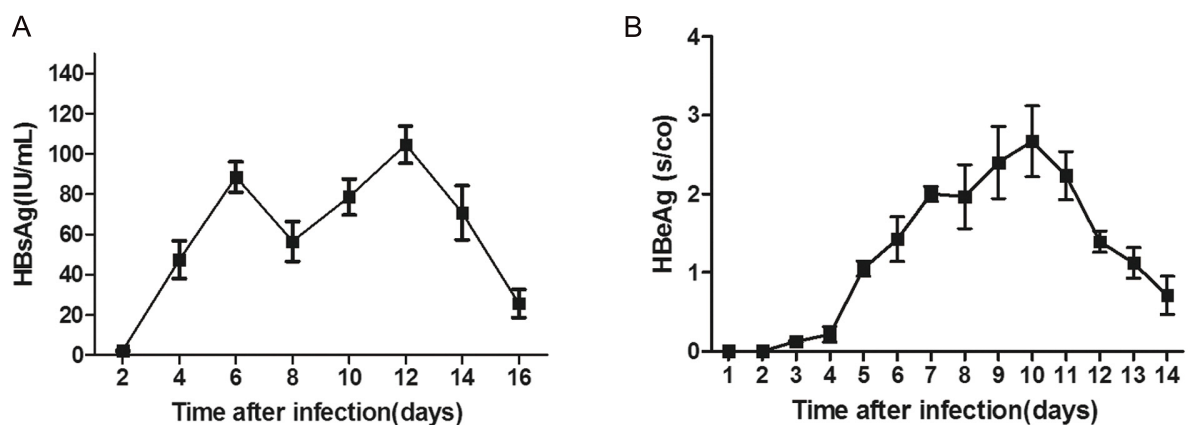 A
HBsAg(IU/mL)
140
120
100
80
60
40
20
0
2 4 6 8 10 12 14 16
Time after infection(days)
B
HBeAg (s/co)
4
3
2
1
0
1 2 3 4 5 6 7 8 9 10 11 12 13 14
Time after infection(days)